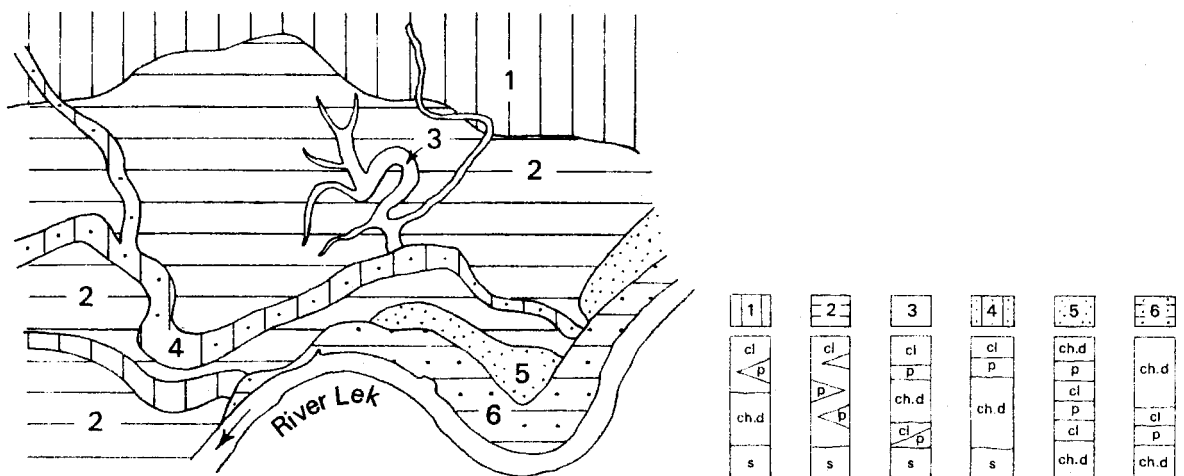 1
3
2
2
4
5
2
6
River Lek
1 2 3 4 5 6
cl p ch.d s
cl p p s
cl p ch.d cl p s
cl p ch.d s
ch.d p cl p cl ch.d
ch.d cl p ch.d